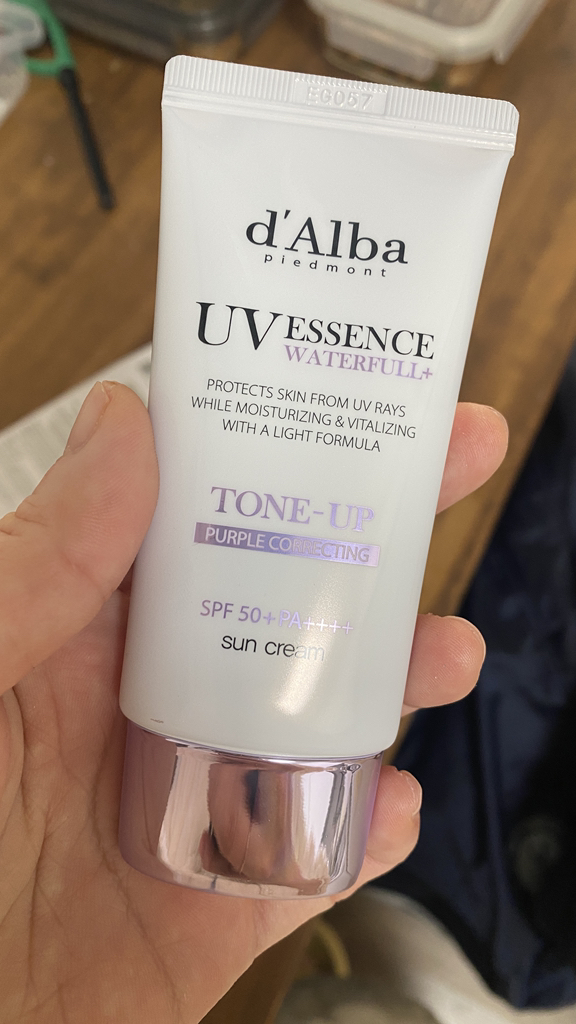 EG057
d'Alba
piedmont
UV ESSENCE
WATERFULL+
PROTECTS SKIN FROM UV RAYS
WHILE MOISTURIZING & VITALIZING
WITH A LIGHT FORMULA
TONE-UP
PURPLE CORRECTING
SPF 50+ PA++++
sun cream